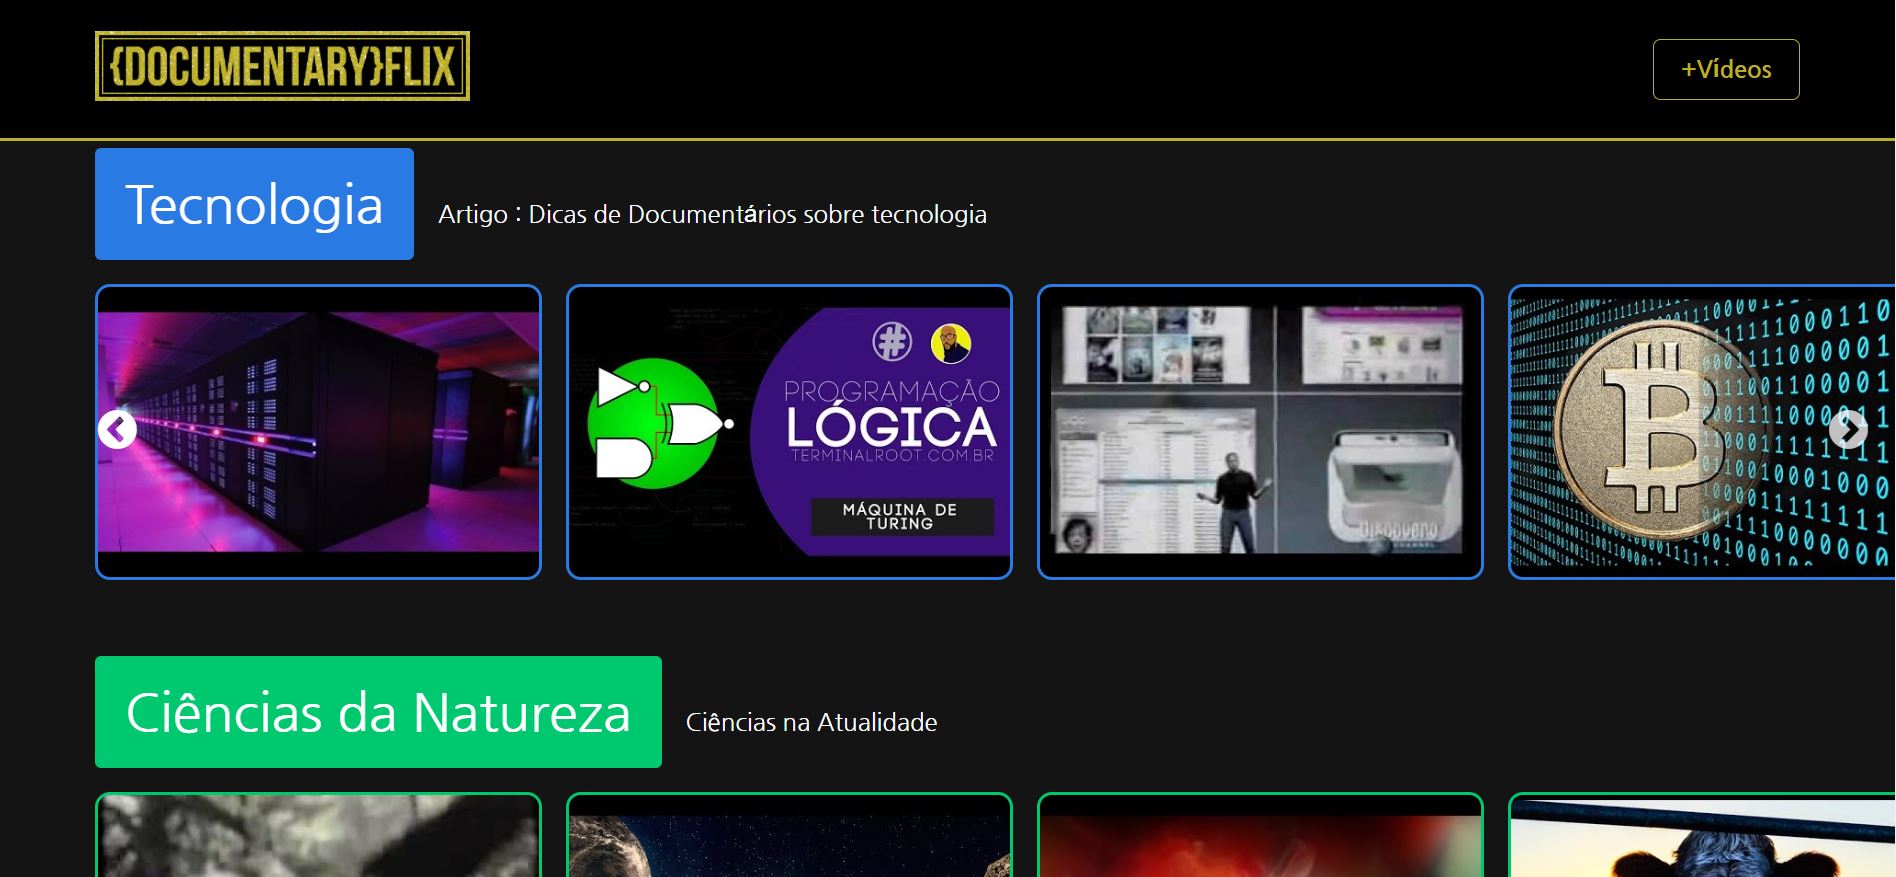 {DOCUMENTARY}FLIX
+Vídeos
Tecnologia
Artigo : Dicas de Documentários sobre tecnologia
PROGRAMAÇÃO
LÓGICA
TERMINALROOT.COM.BR
MÁQUINA DE
TURING
CHANNEL
Ciências da Natureza
Ciências na Atualidade